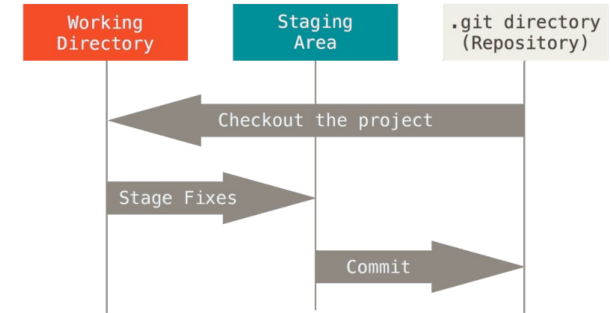 Working
Directory
Staging
Area
.git directory
(Repository)
Checkout the project
Stage Fixes
Commit